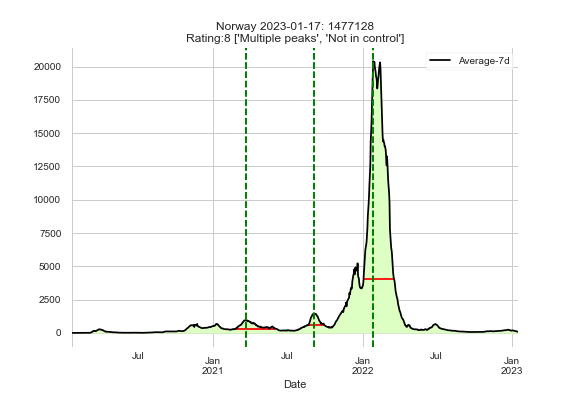 Norway 2023-01-17: 1477128
Rating:8 ['Multiple peaks', 'Not in control']
Average-7d
20000
17500
15000
12500
10000
7500
5000
2500
0
Jul
Jan
2021
Jul
Jan
2022
Jul
Jan
2023
Date